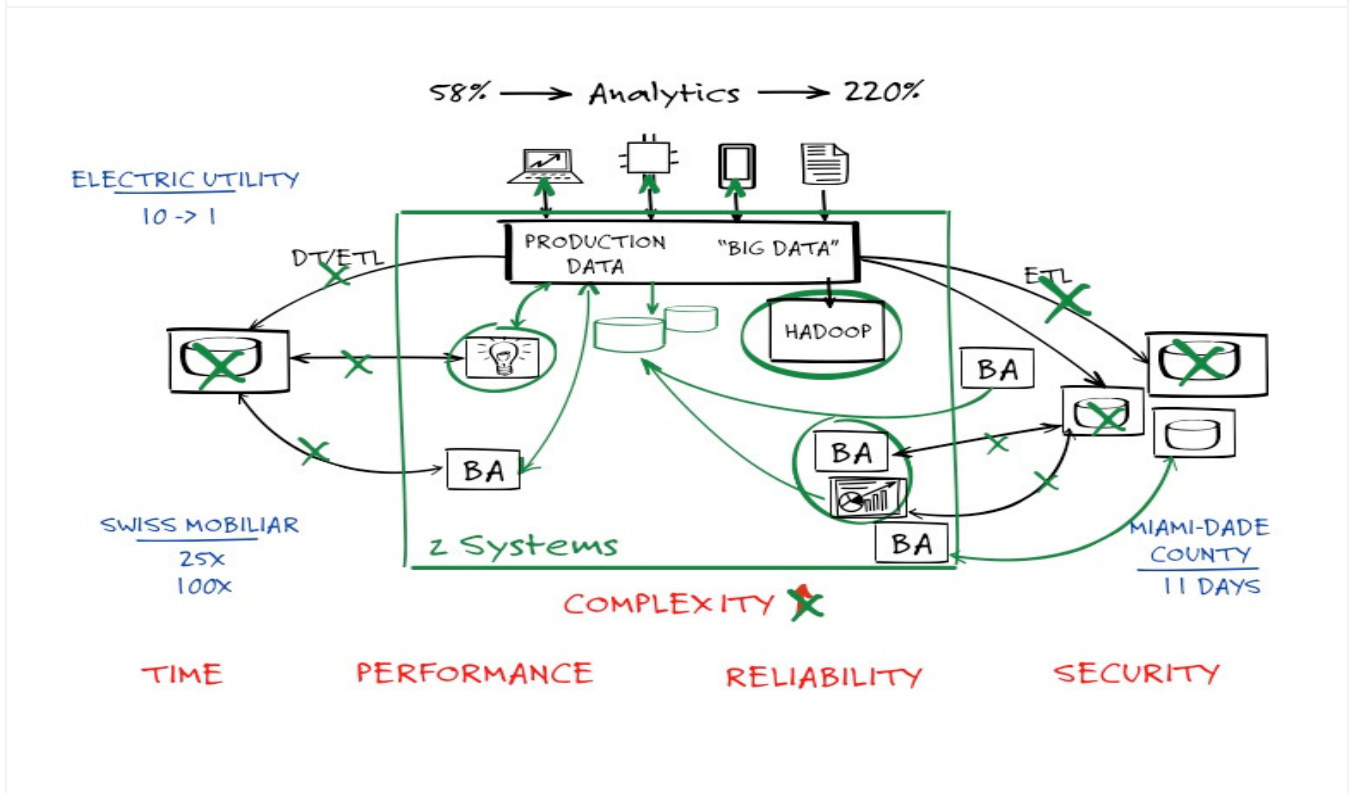 58% → Analytics → 220%
ELECTRIC UTILITY
10 -> 1
PRODUCTION DATA
"BIG DATA"
DT/ETL
ETL
HADOOP
BA
BA
BA
BA
z Systems
SWISS MOBILIAR
25X
100X
MIAMI-DADE
COUNTY
11 DAYS
COMPLEXITY
TIME PERFORMANCE RELIABILITY SECURITY